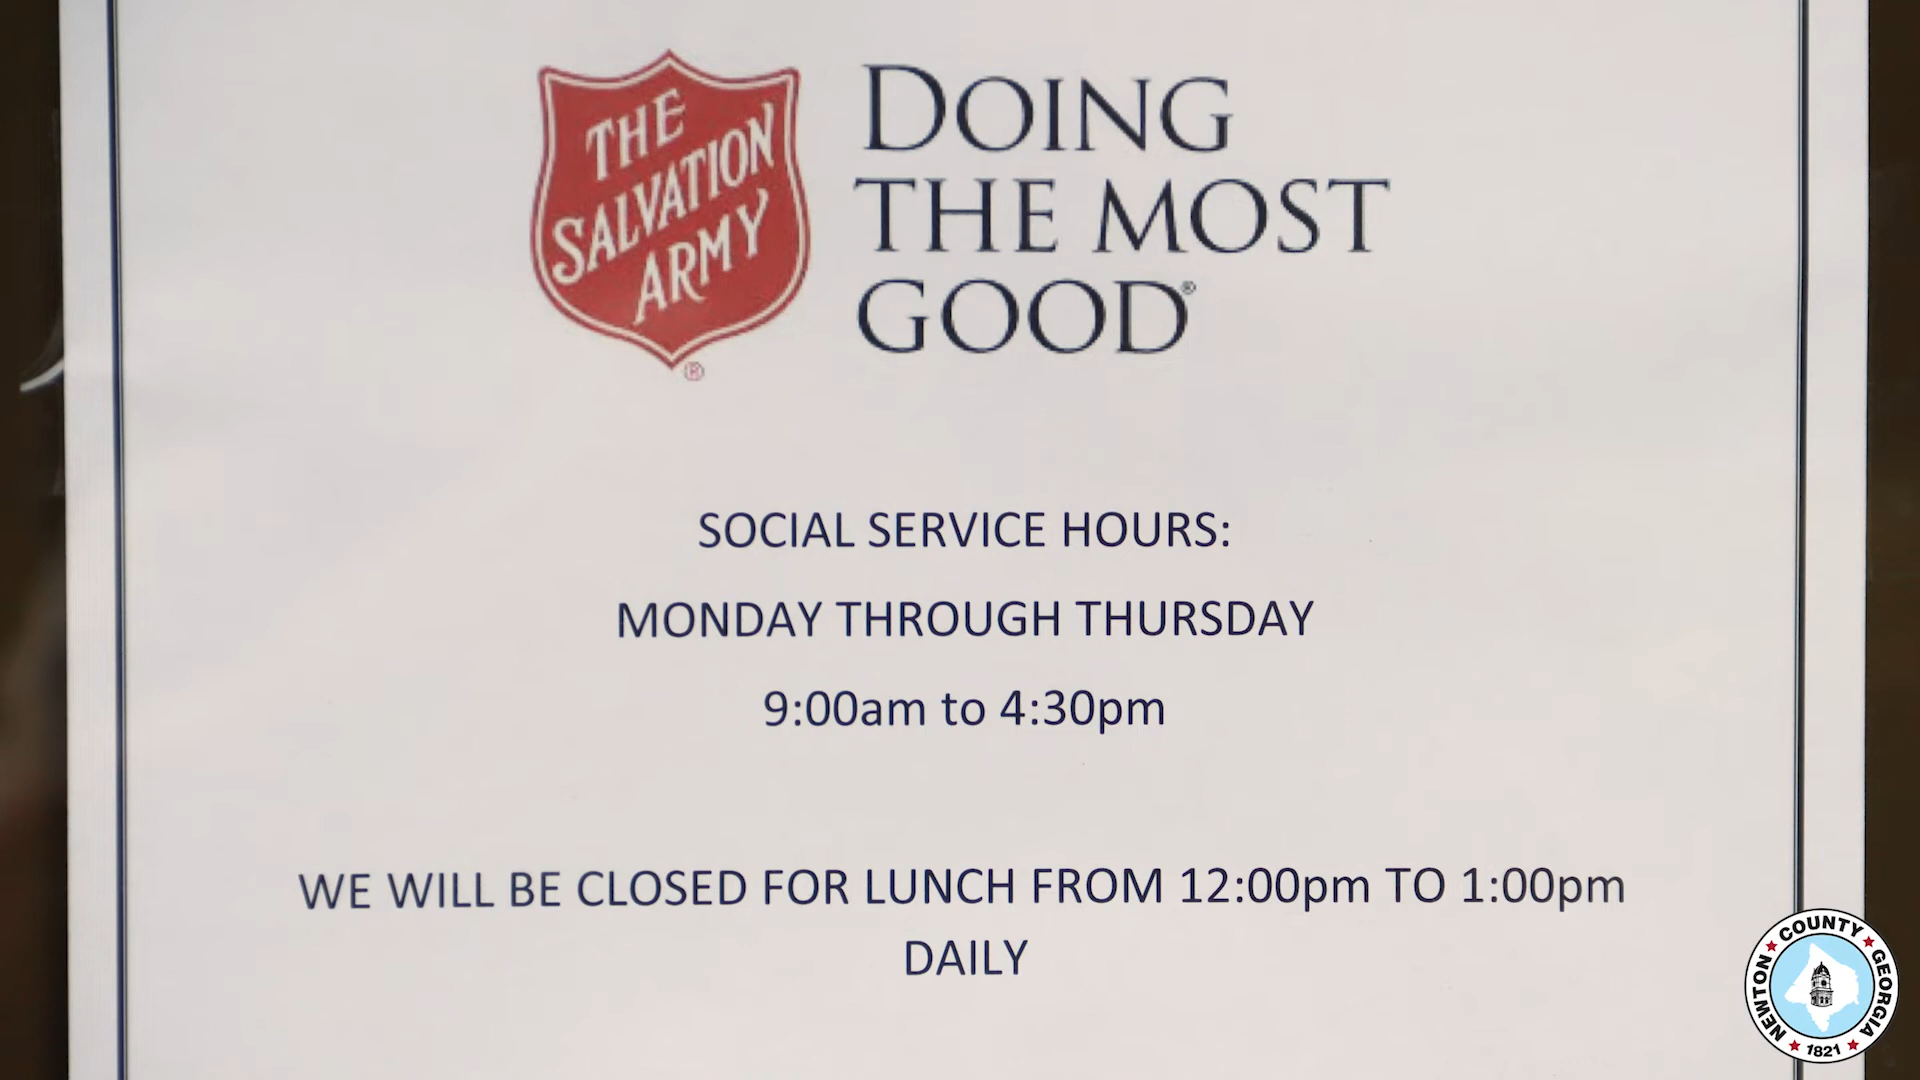 THE
SALVATION
ARMY
®
DOING
THE MOST
GOOD®
SOCIAL SERVICE HOURS:
MONDAY THROUGH THURSDAY
9:00am to 4:30pm
WE WILL BE CLOSED FOR LUNCH FROM 12:00pm TO 1:00pm
DAILY
NEWTON COUNTY GEORGIA
1821